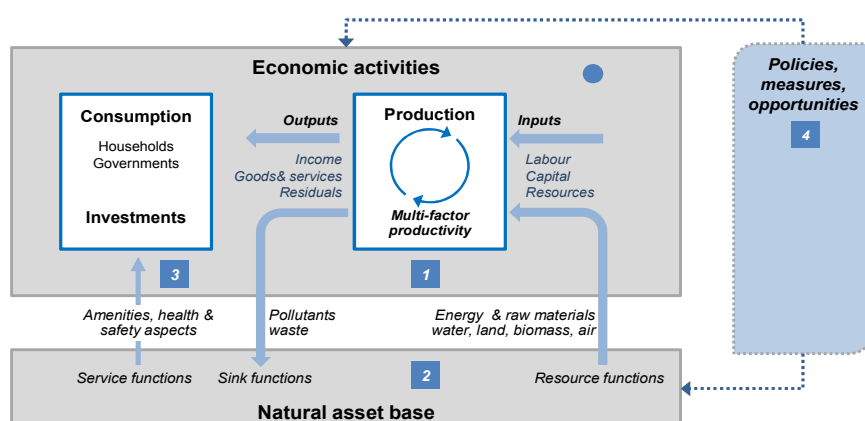 Economic activities
Policies,
measures,
opportunities
4
Consumption
Households
Governments
Investments
3
Outputs
Income
Goods& services
Residuals
Production
Multi-factor
productivity
1
Inputs
Labour
Capital
Resources
Amenities, health &
safety aspects
Pollutants
waste
Energy & raw materials
water, land, biomass, air
Service functions
Sink functions
2
Resource functions
Natural asset base